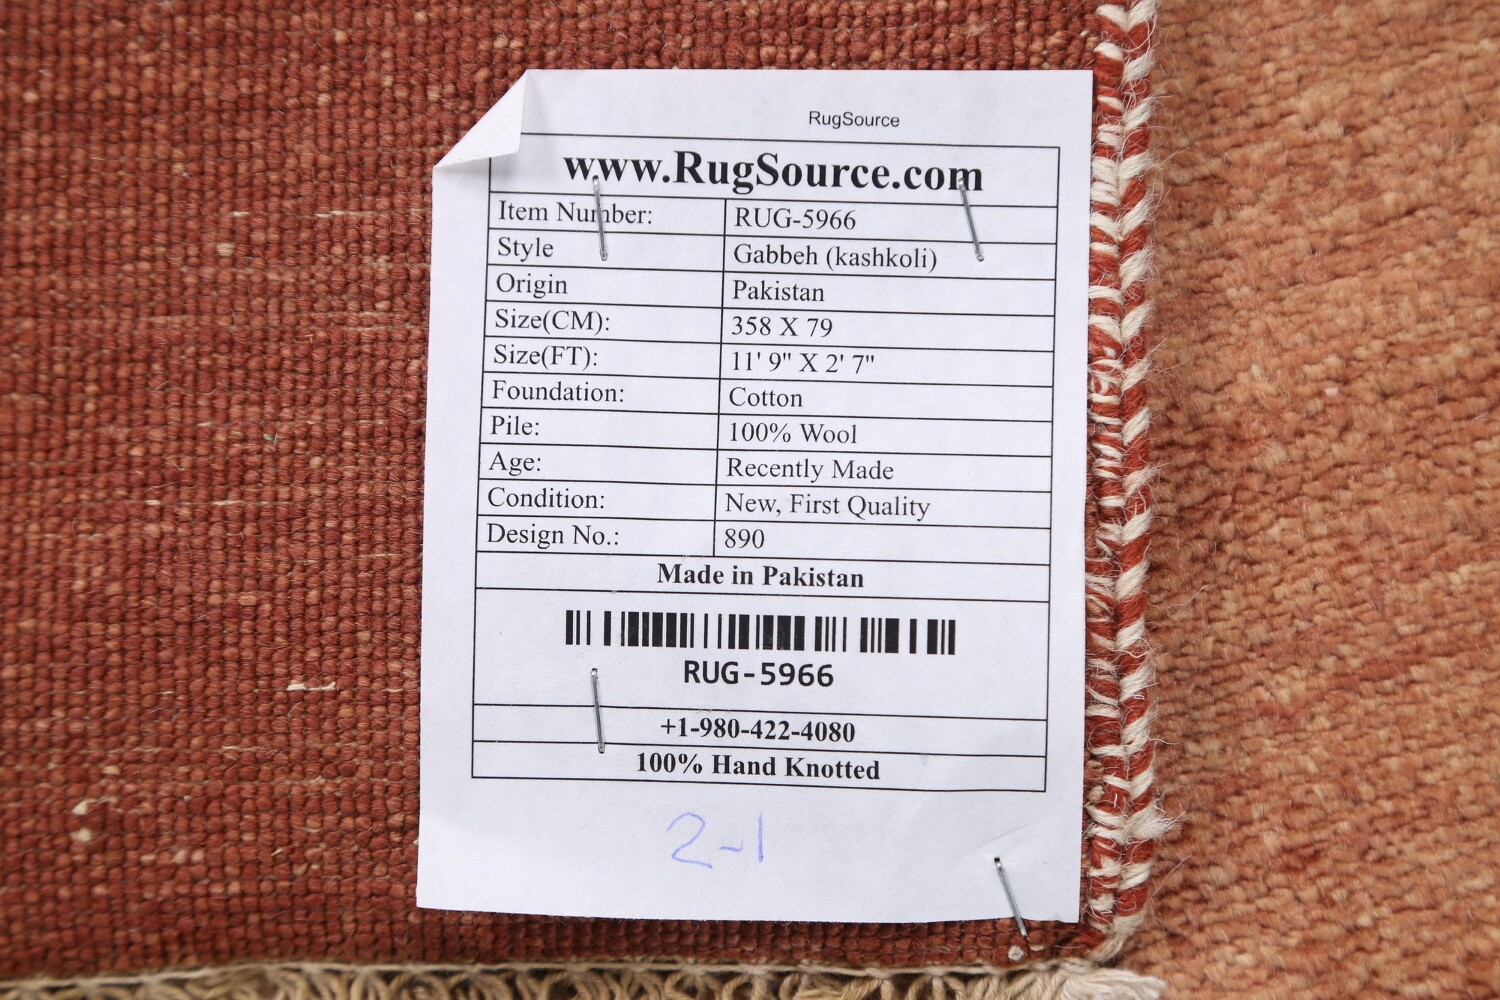 RugSource
www.RugSource.com
Item Number: RUG-5966
Style Gabbeh (kashkoli)
Origin Pakistan
Size(CM): 358 X 79
Size(FT): 11' 9" X 2' 7"
Foundation: Cotton
Pile: 100% Wool
Age: Recently Made
Condition: New, First Quality
Design No.: 890
Made in Pakistan
RUG-5966
+1-980-422-4080
100% Hand Knotted
2-1